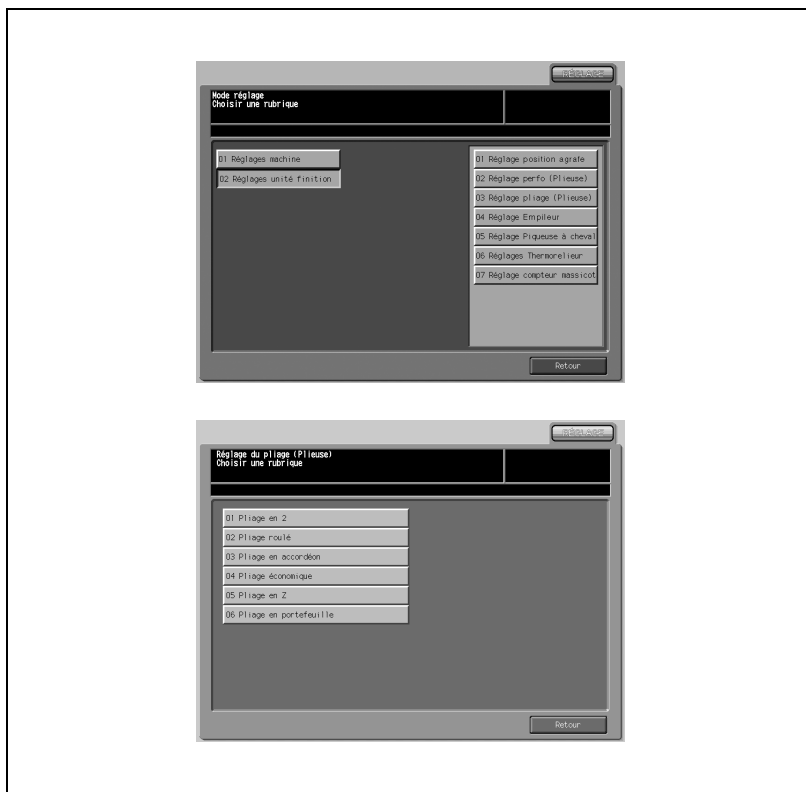 RÉGLAGE
Mode réglage
Choisir une rubrique
01 Réglages machine
02 Réglages unité finition
01 Réglage position agrafe
02 Réglage perfo (Plieuse)
03 Réglage pliage (Plieuse)
04 Réglage Empileur
05 Réglage Piqueuse à cheval
06 Réglages Thermorelieur
07 Réglage compteur massicot
Retour
RÉGLAGE
Réglage du pliage (Plieuse)
Choisir une rubrique
01 Pliage en 2
02 Pliage roulé
03 Pliage en accordéon
04 Pliage économique
05 Pliage en Z
06 Pliage en portefeuille
Retour